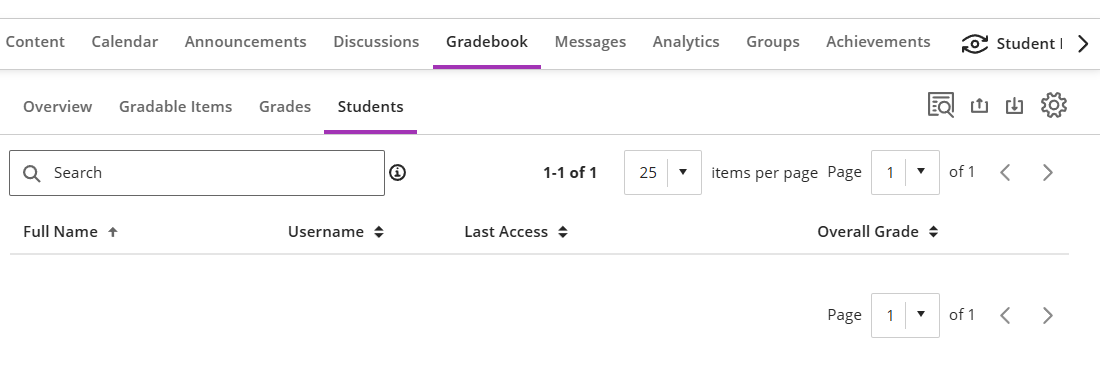 Content Calendar Announcements Discussions Gradebook Messages Analytics Groups Achievements Student
Overview Gradable Items Grades Students
Search 1-1 of 1 25 items per page Page 1 of 1
Full Name Username Last Access Overall Grade
Page 1 of 1